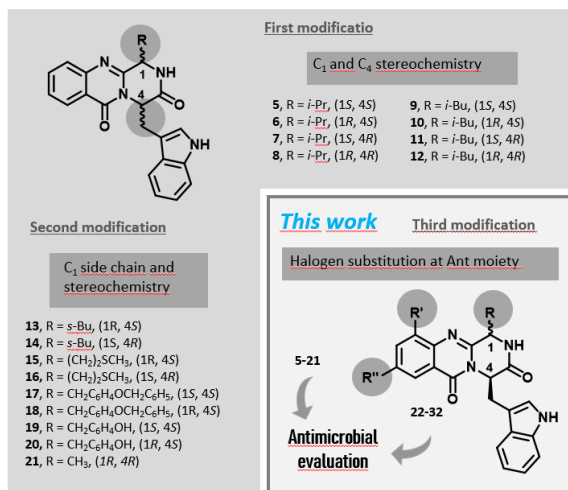 First modificatio
C1 and C4 stereochemistry
5, R = i-Pr, (1S, 4S)
6, R = i-Pr, (1R, 4S)
7, R = i-Pr, (1S, 4R)
8, R = i-Pr, (1R, 4R)
9, R = i-Bu, (1S, 4S)
10, R = i-Bu, (1R, 4S)
11, R = i-Bu, (1S, 4R)
12, R = i-Bu, (1R, 4R)
R
N
1
NH
N
4
O
O
NH
Second modification
C1 side chain and
stereochemistry
13, R = s-Bu, (1R, 4S)
14, R = s-Bu, (1S, 4R)
15, R = (CH2)2SCH3, (1R, 4S)
16, R = (CH2)2SCH3, (1S, 4R)
17, R = CH2C6H4OCH2C6H5, (1S, 4S)
18, R = CH2C6H4OCH2C6H5, (1R, 4S)
19, R = CH2C6H4OH, (1S, 4S)
20, R = CH2C6H4OH, (1R, 4S)
21, R = CH3, (1R, 4R)
This work
Third modification
Halogen substitution at Ant moiety
R'
R
N
1
NH
N
4
O
R"
O
NH
5-21
22-32
Antimicrobial
evaluation